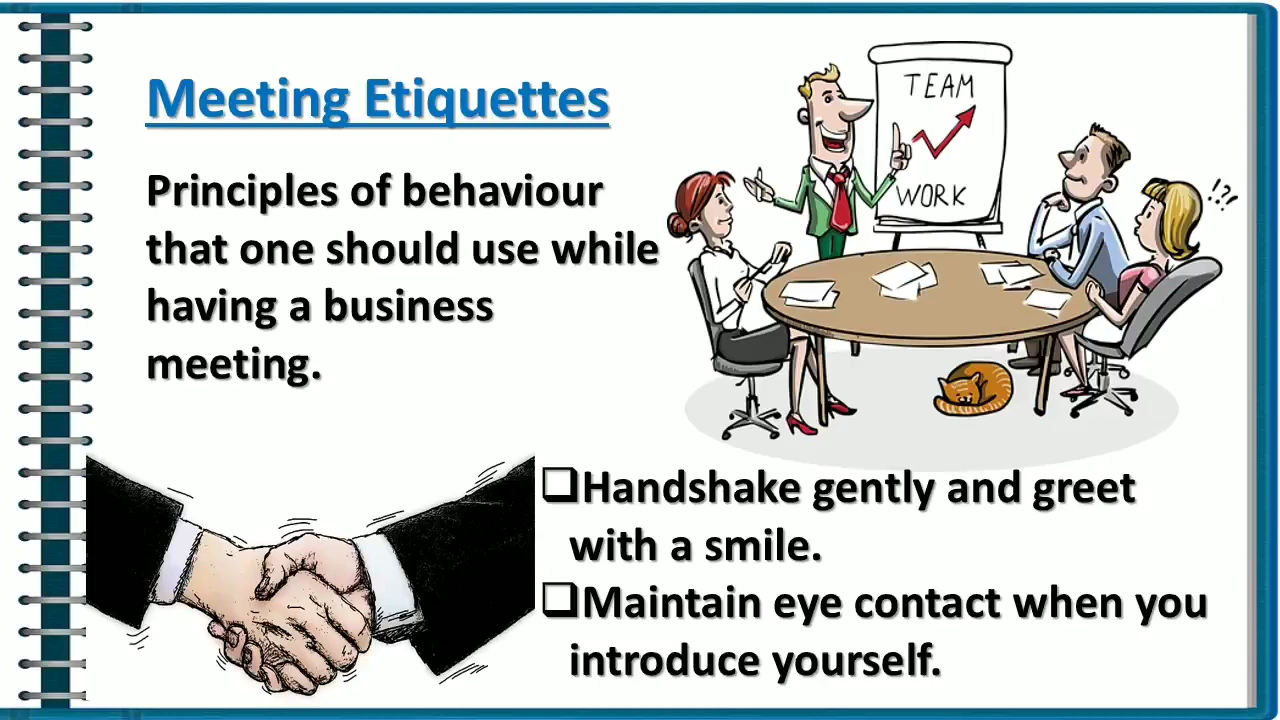 Meeting Etiquettes
Principles of behaviour
that one should use while
having a business
meeting.
TEAM
WORK
!?!
❑Handshake gently and greet
with a smile.
❑Maintain eye contact when you
introduce yourself.